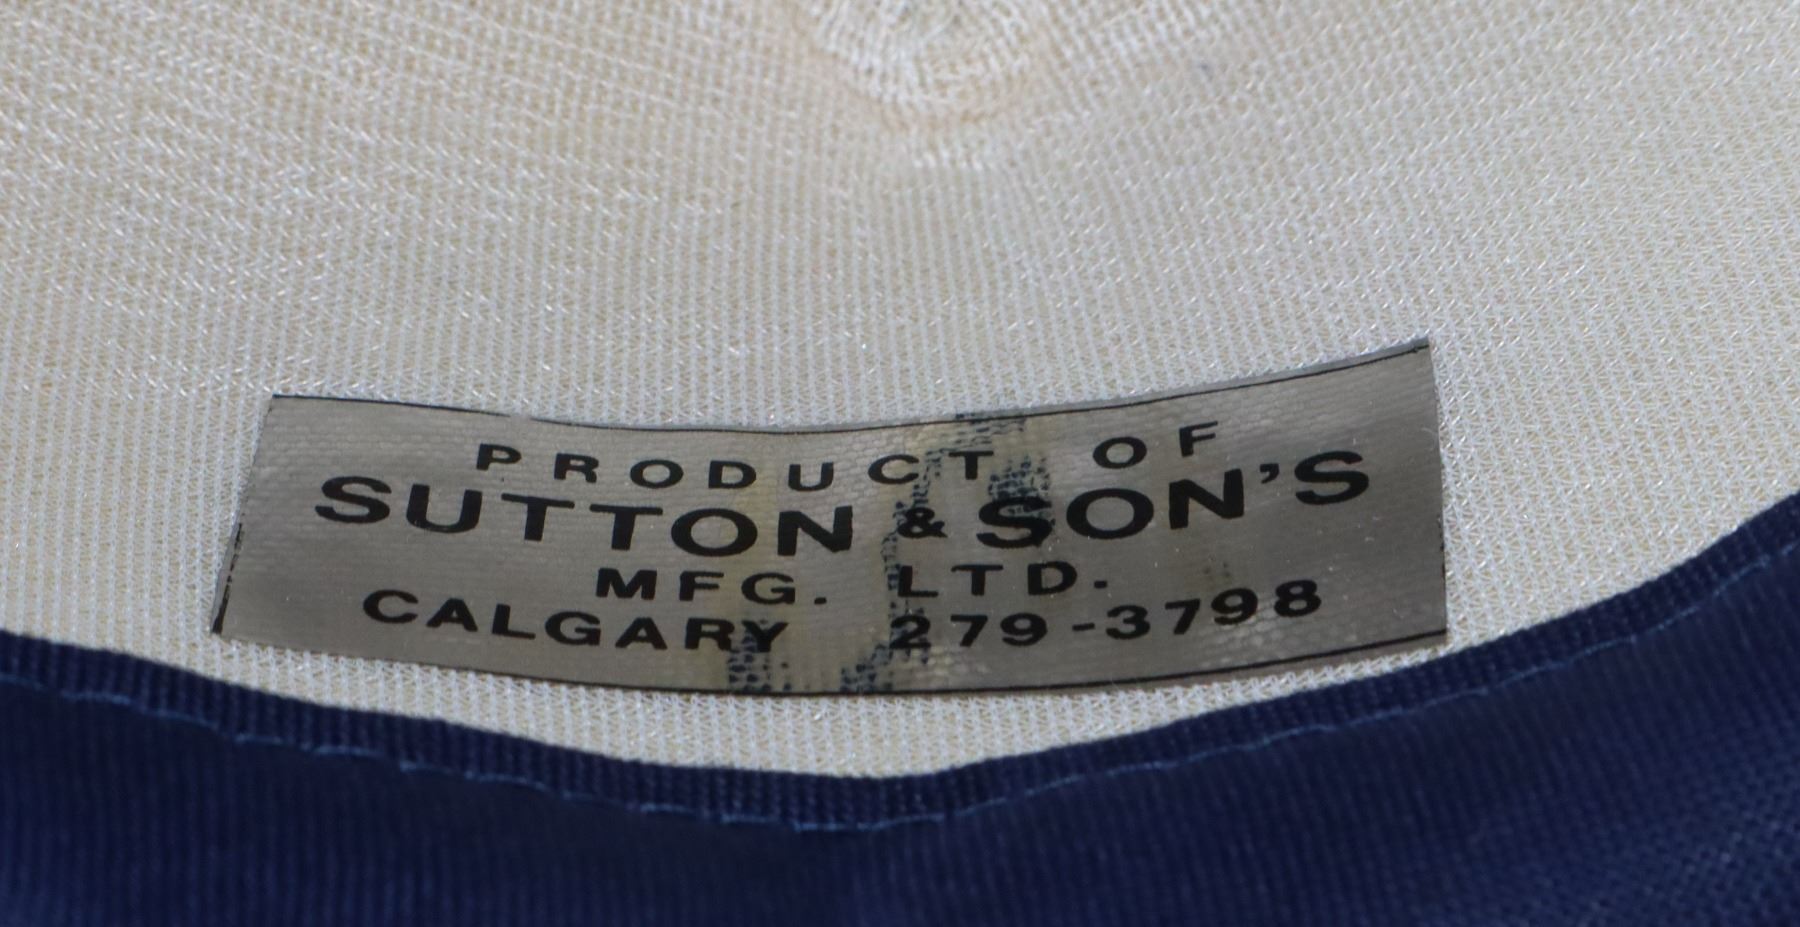 PRODUCT OF
SUTTON & SON'S
MFG. LTD.
CALGARY 279-3798